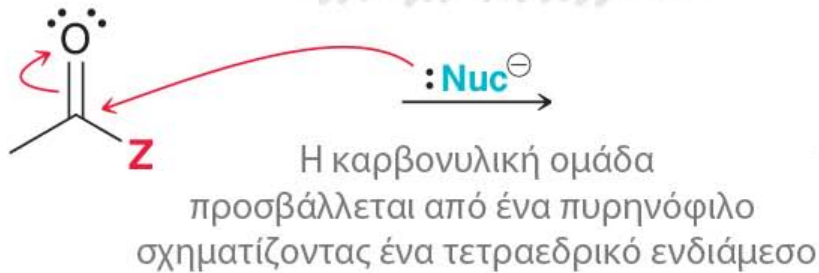 O
:Nuc⊖
Z
Η καρβονυλική ομάδα
προσβάλλεται από ένα πυρηνόφιλο
σχηματίζοντας ένα τετραεδρικό ενδιάμεσο